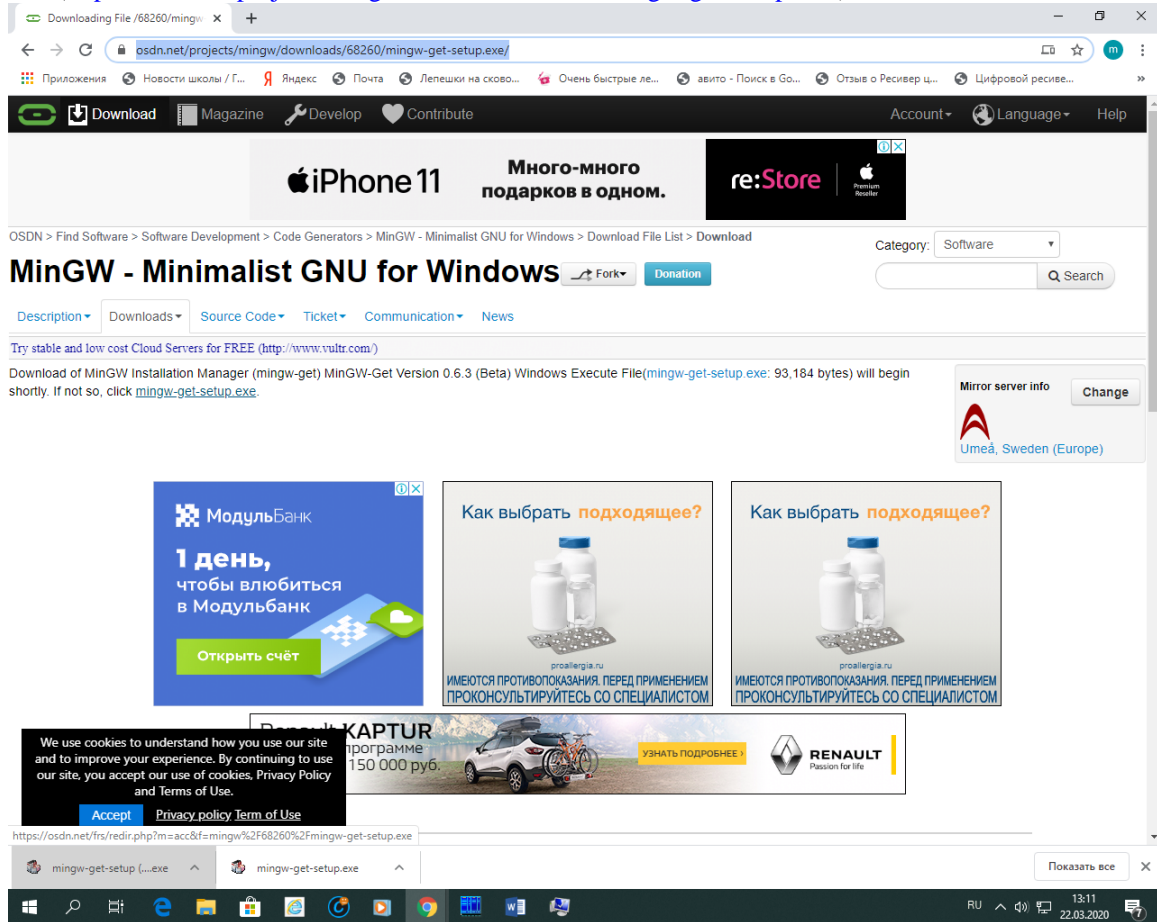 Downloading File /68260/mingw
osdn.net/projects/mingw/downloads/68260/mingw-get-setup.exe/
m
Приложения Новости школы / Г... Яндекс Почта Лепешки на сково... Очень быстрые ле... авито - Поиск в Go... Отзыв о Ресивер ц... Цифровой ресиве... »
Download Magazine Develop Contribute Account Language Help
iPhone 11
Много-много
подарков в одном.
re:Store
Premium
Reseller
OSDN > Find Software > Software Development > Code Generators > MinGW - Minimalist GNU for Windows > Download File List > Download
Category: Software
MinGW - Minimalist GNU for Windows Fork Donation
Search
Description Downloads Source Code Ticket Communication News
Try stable and low cost Cloud Servers for FREE (http://www.vultr.com/)
Download of MinGW Installation Manager (mingw-get) MinGW-Get Version 0.6.3 (Beta) Windows Execute File(mingw-get-setup.exe: 93,184 bytes) will begin
shortly. If not so, click mingw-get-setup.exe.
Mirror server info Change
Umeå, Sweden (Europe)
МодульБанк
1 день,
чтобы влюбиться
в Модульбанк
Открыть счёт
Как выбрать подходящее?
proallergia.ru
ИМЕЮТСЯ ПРОТИВОПОКАЗАНИЯ. ПЕРЕД ПРИМЕНЕНИЕМ
ПРОКОНСУЛЬТИРУЙТЕСЬ СО СПЕЦИАЛИСТОМ
Как выбрать подходящее?
proallergia.ru
ИМЕЮТСЯ ПРОТИВОПОКАЗАНИЯ. ПЕРЕД ПРИМЕНЕНИЕМ
ПРОКОНСУЛЬТИРУЙТЕСЬ СО СПЕЦИАЛИСТОМ
KAPTUR
программе
150 000 руб.
УЗНАТЬ ПОДРОБНЕЕ ›
RENAULT
Passion for life
We use cookies to understand how you use our site
and to improve your experience. By continuing to use
our site, you accept our use of cookies, Privacy Policy
and Terms of Use.
Accept Privacy policy Term of Use
https://osdn.net/frs/redir.php?m=acc&f=mingw%2F68260%2Fmingw-get-setup.exe
mingw-get-setup (....exe mingw-get-setup.exe Показать все
RU 13:11
22.03.2020
7